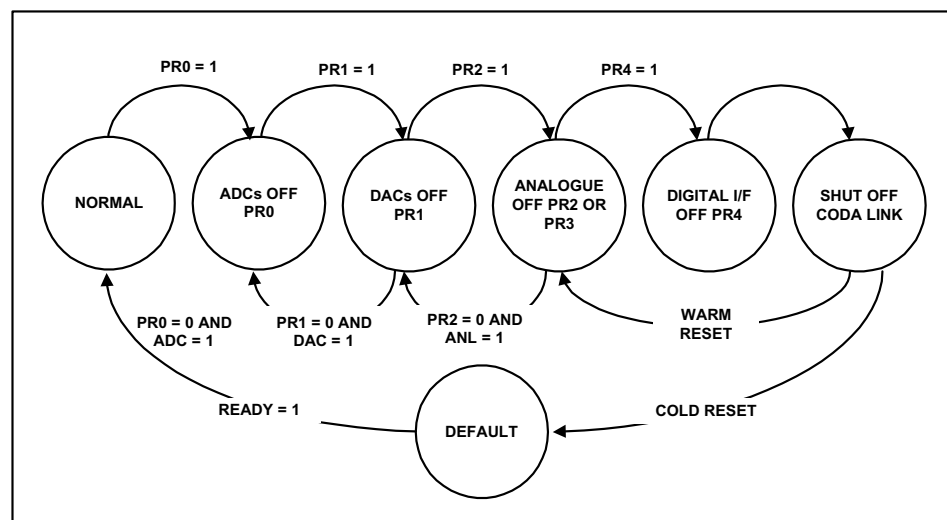 PR0 = 1
PR1 = 1
PR2 = 1
PR4 = 1
NORMAL
ADCs OFF
PR0
DACs OFF
PR1
ANALOGUE
OFF PR2 OR
PR3
DIGITAL I/F
OFF PR4
SHUT OFF
CODA LINK
PR0 = 0 AND
ADC = 1
PR1 = 0 AND
DAC = 1
PR2 = 0 AND
ANL = 1
WARM
RESET
READY = 1
DEFAULT
COLD RESET